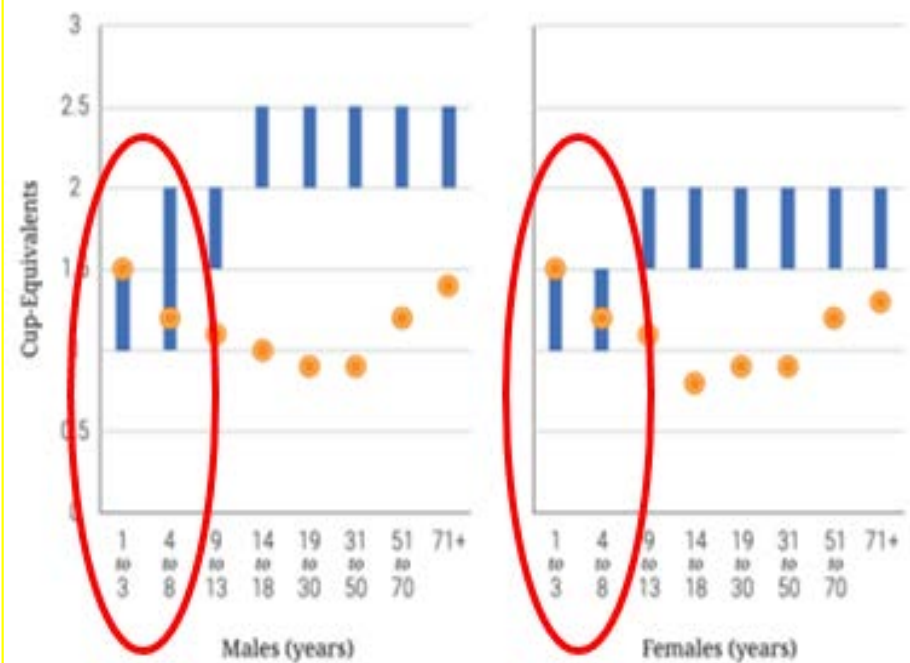 3
2.5
2
1.5
1
0.5
0
Cup-Equivalents
1 to 3
4 to 8
9 to 13
14 to 18
19 to 30
31 to 50
51 to 70
71+
Males (years)
1 to 3
4 to 8
9 to 13
14 to 18
19 to 30
31 to 50
51 to 70
71+
Females (years)